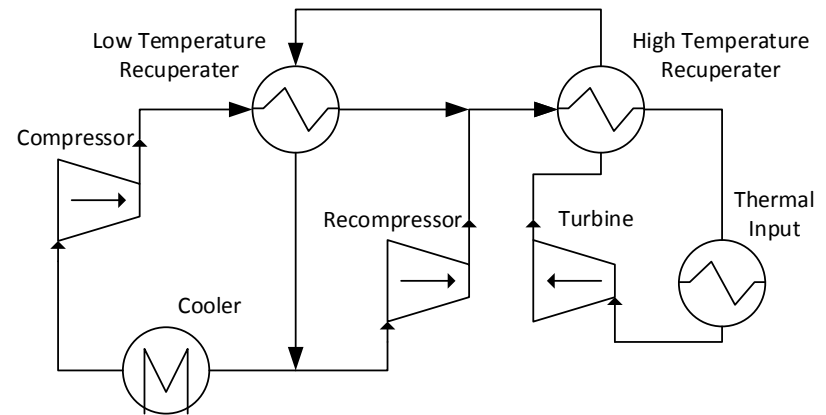 Low Temperature
Recuperater
High Temperature
Recuperater
Compressor
Recompressor
Turbine
Thermal
Input
Cooler